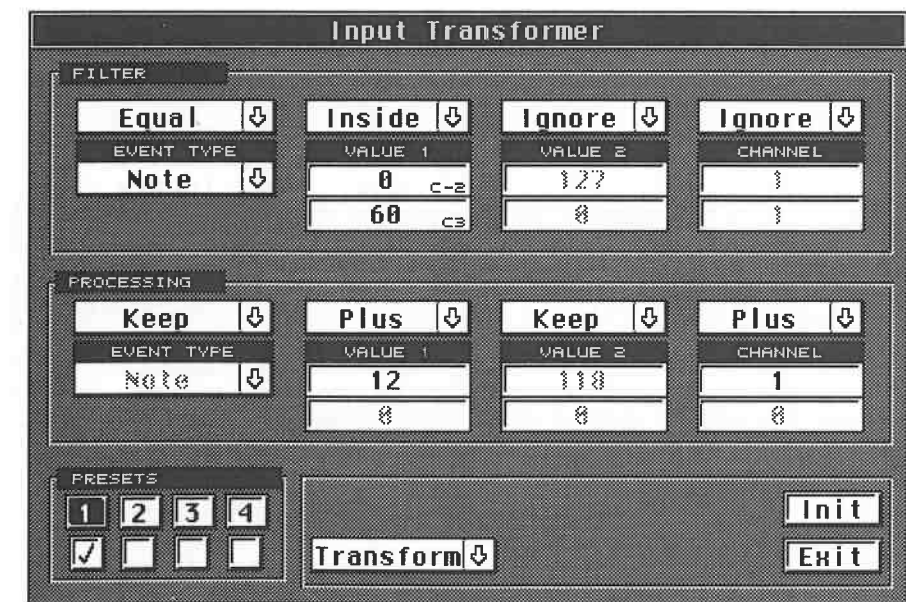 Input Transformer
FILTER
Equal Inside Ignore Ignore
EVENT TYPE VALUE 1 VALUE 2 CHANNEL
Note 0 C-2 127 1
60 C3 0 1
PROCESSING
Keep Plus Keep Plus
EVENT TYPE VALUE 1 VALUE 2 CHANNEL
Note 12 110 1
0 0 0
PRESETS
1 2 3 4
Init
Transform Exit